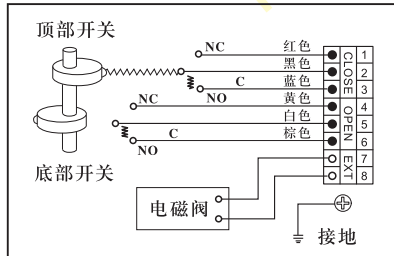 顶部开关
NC 红色 1
黑色 2
C 蓝色 3
NO
NC 黄色 4
白色 5
C 棕色 6
NO
CLOSE
OPEN
EXT
7
8
底部开关
电磁阀
接地